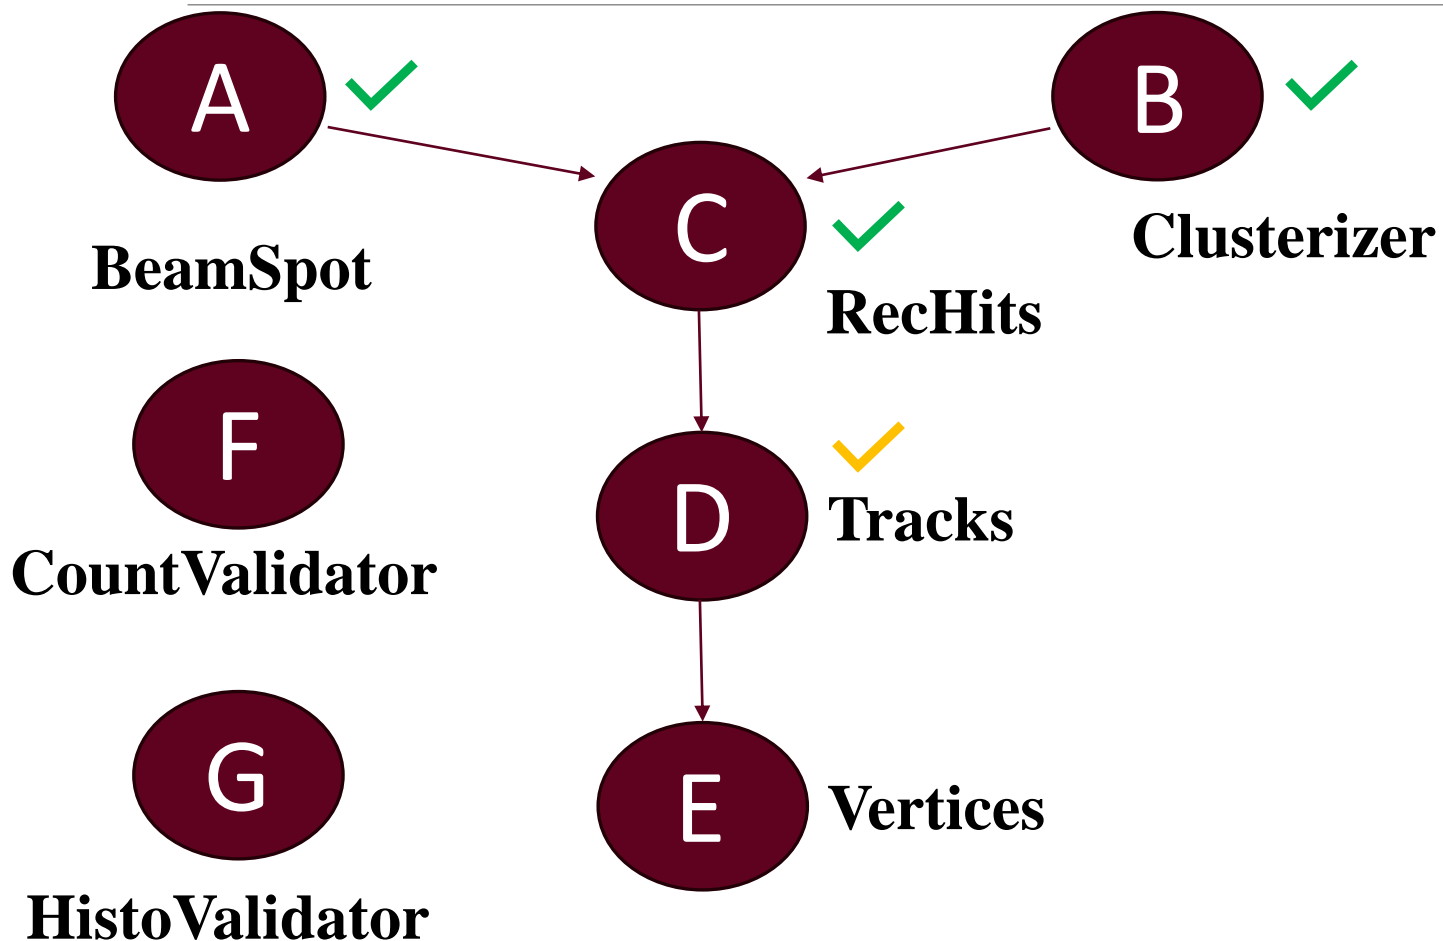 A
B
BeamSpot
C
Clusterizer
RecHits
F
CountValidator
D
Tracks
G
HistoValidator
E
Vertices